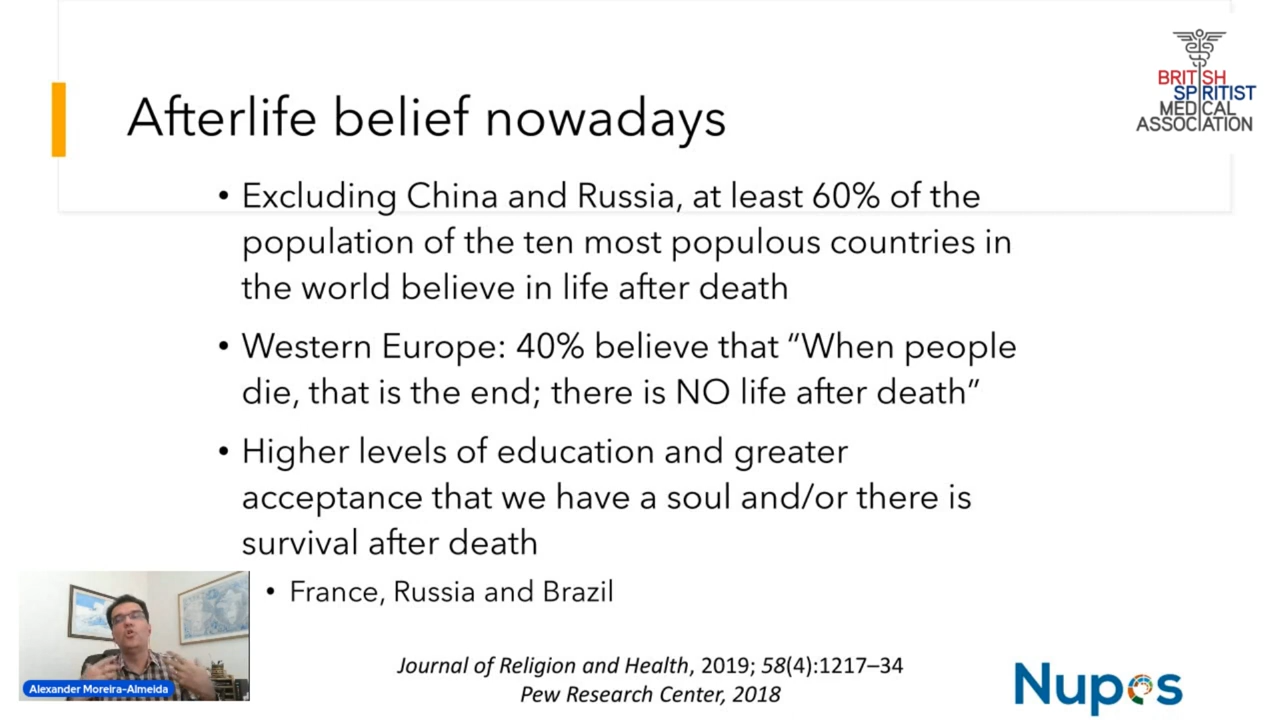 BRITISH
SPIRITIST
MEDICAL
ASSOCIATION
Afterlife belief nowadays
• Excluding China and Russia, at least 60% of the
population of the ten most populous countries in
the world believe in life after death
• Western Europe: 40% believe that “When people
die, that is the end; there is NO life after death”
• Higher levels of education and greater
acceptance that we have a soul and/or there is
survival after death
• France, Russia and Brazil
Journal of Religion and Health, 2019; 58(4):1217–34
Pew Research Center, 2018
Alexander Moreira-Almeida
Nupes